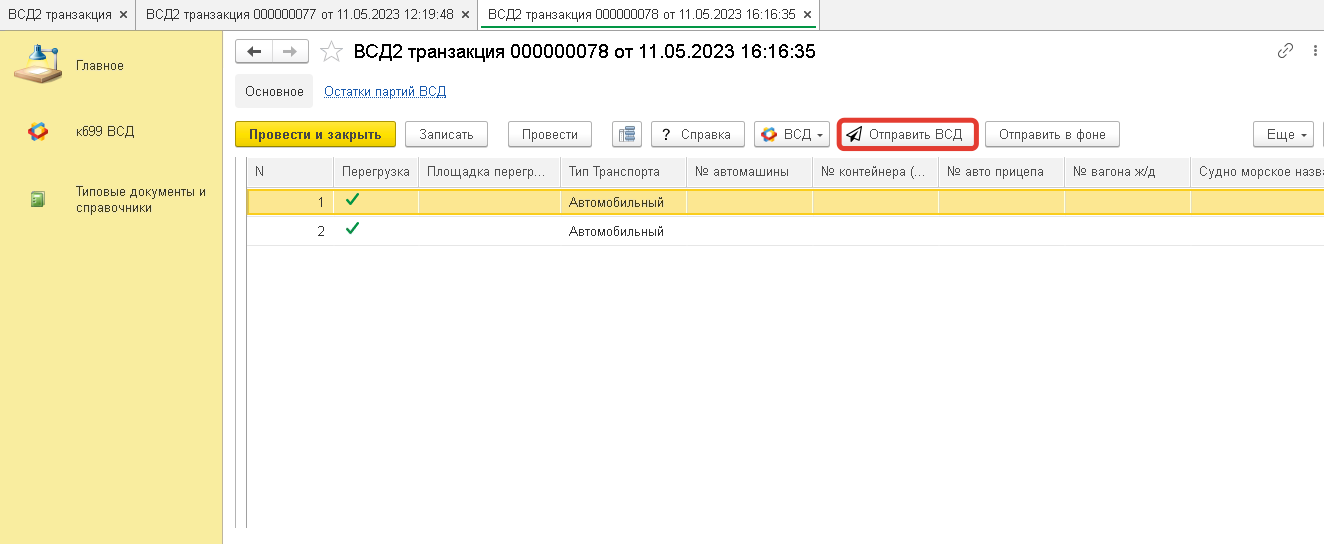 ВСД2 транзакция × ВСД2 транзакция 000000077 от 11.05.2023 12:19:48 × ВСД2 транзакция 000000078 от 11.05.2023 16:16:35 ×
Главное
к699 ВСД
Типовые документы и
справочники
ВСД2 транзакция 000000078 от 11.05.2023 16:16:35
Основное Остатки партий ВСД
Провести и закрыть Записать Провести ? Справка ВСД Отправить ВСД Отправить в фоне Еще
N Перегрузка Площадка перегр... Тип Транспорта № автомашины № контейнера (... № авто прицепа № вагона ж/д Судно морское назва
1 Автомобильный
2 Автомобильный